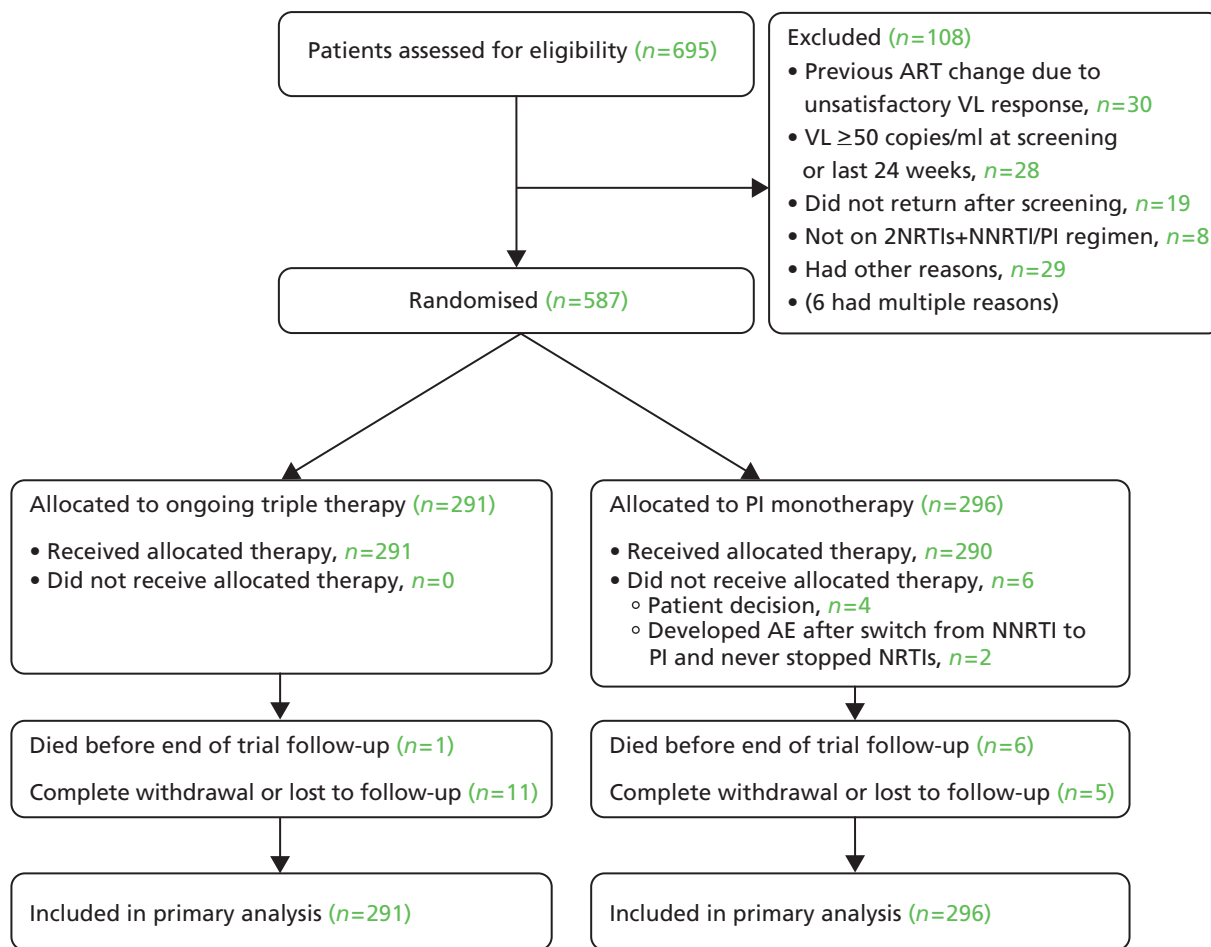 Patients assessed for eligibility (n=695)
Excluded (n=108)
• Previous ART change due to
unsatisfactory VL response, n=30
• VL ≥50 copies/ml at screening
or last 24 weeks, n=28
• Did not return after screening, n=19
• Not on 2NRTIs+NNRTI/PI regimen, n=8
• Had other reasons, n=29
• (6 had multiple reasons)
Randomised (n=587)
Allocated to ongoing triple therapy (n=291)
• Received allocated therapy, n=291
• Did not receive allocated therapy, n=0
Allocated to PI monotherapy (n=296)
• Received allocated therapy, n=290
• Did not receive allocated therapy, n=6
◦ Patient decision, n=4
◦ Developed AE after switch from NNRTI to
PI and never stopped NRTIs, n=2
Died before end of trial follow-up (n=1)
Complete withdrawal or lost to follow-up (n=11)
Died before end of trial follow-up (n=6)
Complete withdrawal or lost to follow-up (n=5)
Included in primary analysis (n=291)
Included in primary analysis (n=296)